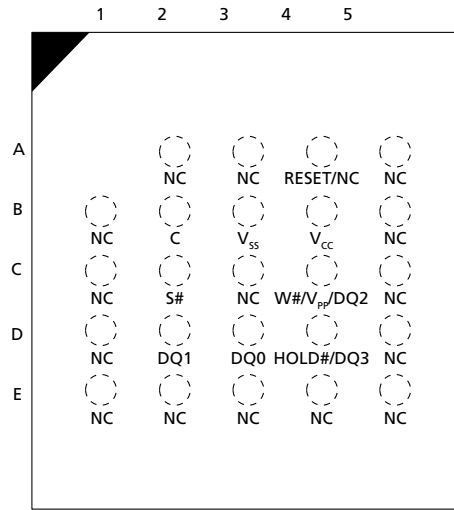 1 2 3 4 5
A
NC NC RESET/NC NC
B
NC C VSS VCC NC
C
NC S# NC W#/VPP/DQ2 NC
D
NC DQ1 DQ0 HOLD#/DQ3 NC
E
NC NC NC NC NC